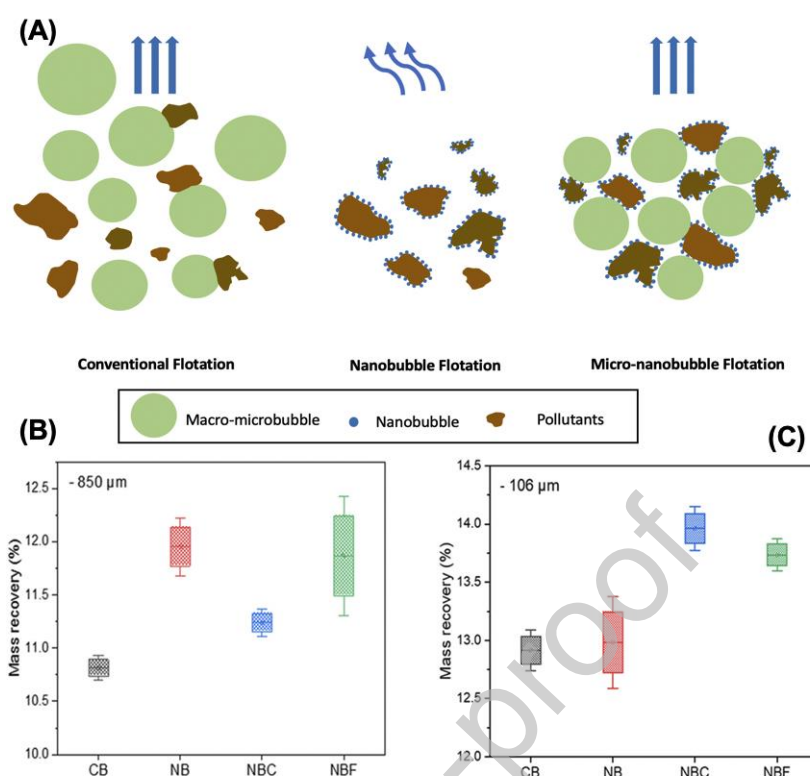 (A)
Conventional Flotation
Nanobubble Flotation
Micro-nanobubble Flotation
Macro-microbubble
Nanobubble
Pollutants
(B)
(C)
- 850 µm
Mass recovery (%)
12.5
12.0
11.5
11.0
10.5
10.0
CB NB NBC NBF
- 106 µm
Mass recovery (%)
14.5
14.0
13.5
13.0
12.5
12.0
CB NB NBC NBF
-proof